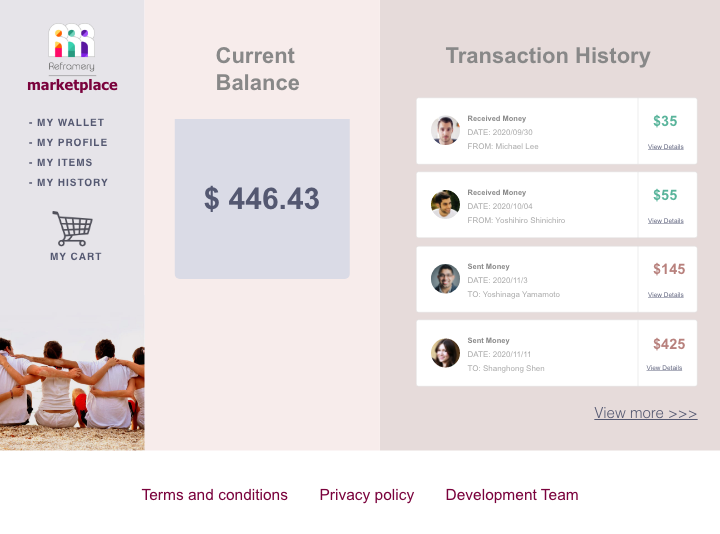 Reframery
marketplace
- MY WALLET
- MY PROFILE
- MY ITEMS
- MY HISTORY
MY CART
Current
Balance
$ 446.43
Transaction History
Received Money
DATE: 2020/09/30
FROM: Michael Lee
$35
View Details
Received Money
DATE: 2020/10/04
FROM: Yoshihiro Shinichiro
$55
View Details
Sent Money
DATE: 2020/11/3
TO: Yoshinaga Yamamoto
$145
View Details
Sent Money
DATE: 2020/11/11
TO: Shanghong Shen
$425
View Details
View more >>>
Terms and conditions
Privacy policy
Development Team